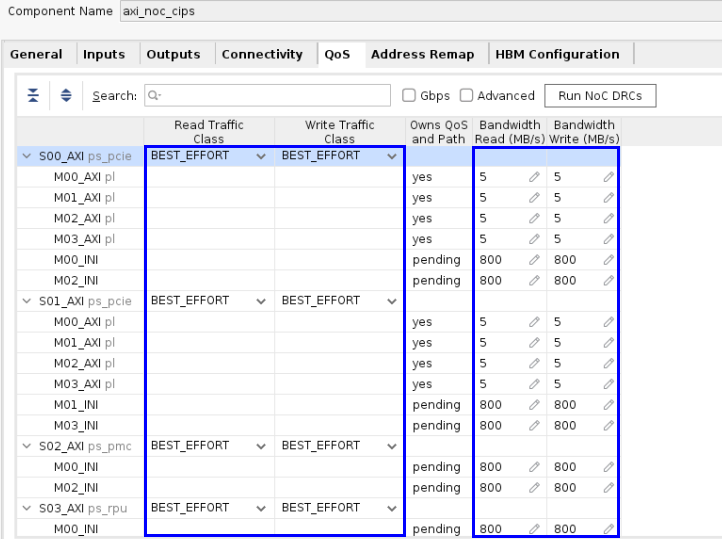 Component Name axi_noc_cips
General Inputs Outputs Connectivity QoS Address Remap HBM Configuration
Search: Gbps Advanced Run NoC DRCs
Read Traffic Write Traffic Owns QoS Bandwidth Bandwidth
Class Class and Path Read (MB/s) Write (MB/s)
S00_AXI ps_pcie BEST_EFFORT BEST_EFFORT
M00_AXI pl yes 5 5
M01_AXI pl yes 5 5
M02_AXI pl yes 5 5
M03_AXI pl yes 5 5
M00_INI pending 800 800
M02_INI pending 800 800
S01_AXI ps_pcie BEST_EFFORT BEST_EFFORT
M00_AXI pl yes 5 5
M01_AXI pl yes 5 5
M02_AXI pl yes 5 5
M03_AXI pl yes 5 5
M01_INI pending 800 800
M03_INI pending 800 800
S02_AXI ps_pmc BEST_EFFORT BEST_EFFORT
M00_INI pending 800 800
M02_INI pending 800 800
S03_AXI ps_rpu BEST_EFFORT BEST_EFFORT
M00_INI pending 800 800